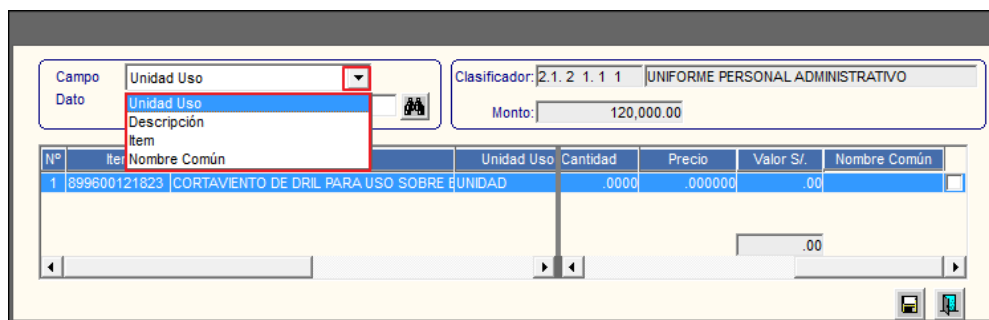 Campo Unidad Uso Clasificador: 2.1. 2 1. 1 1 UNIFORME PERSONAL ADMINISTRATIVO
Dato Unidad Uso
Descripción Monto: 120,000.00
Item
Nombre Común
Nº Iter Unidad Uso Cantidad Precio Valor S/. Nombre Común
1 899600121823 CORTAVIENTO DE DRIL PARA USO SOBRE E UNIDAD .0000 .000000 .00
.00